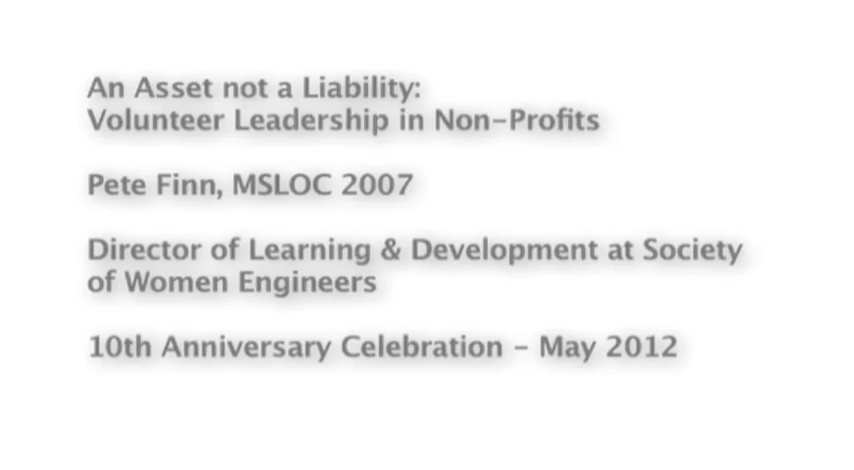 An Asset not a Liability:
Volunteer Leadership in Non-Profits
Pete Finn, MSLOC 2007
Director of Learning & Development at Society
of Women Engineers
10th Anniversary Celebration - May 2012